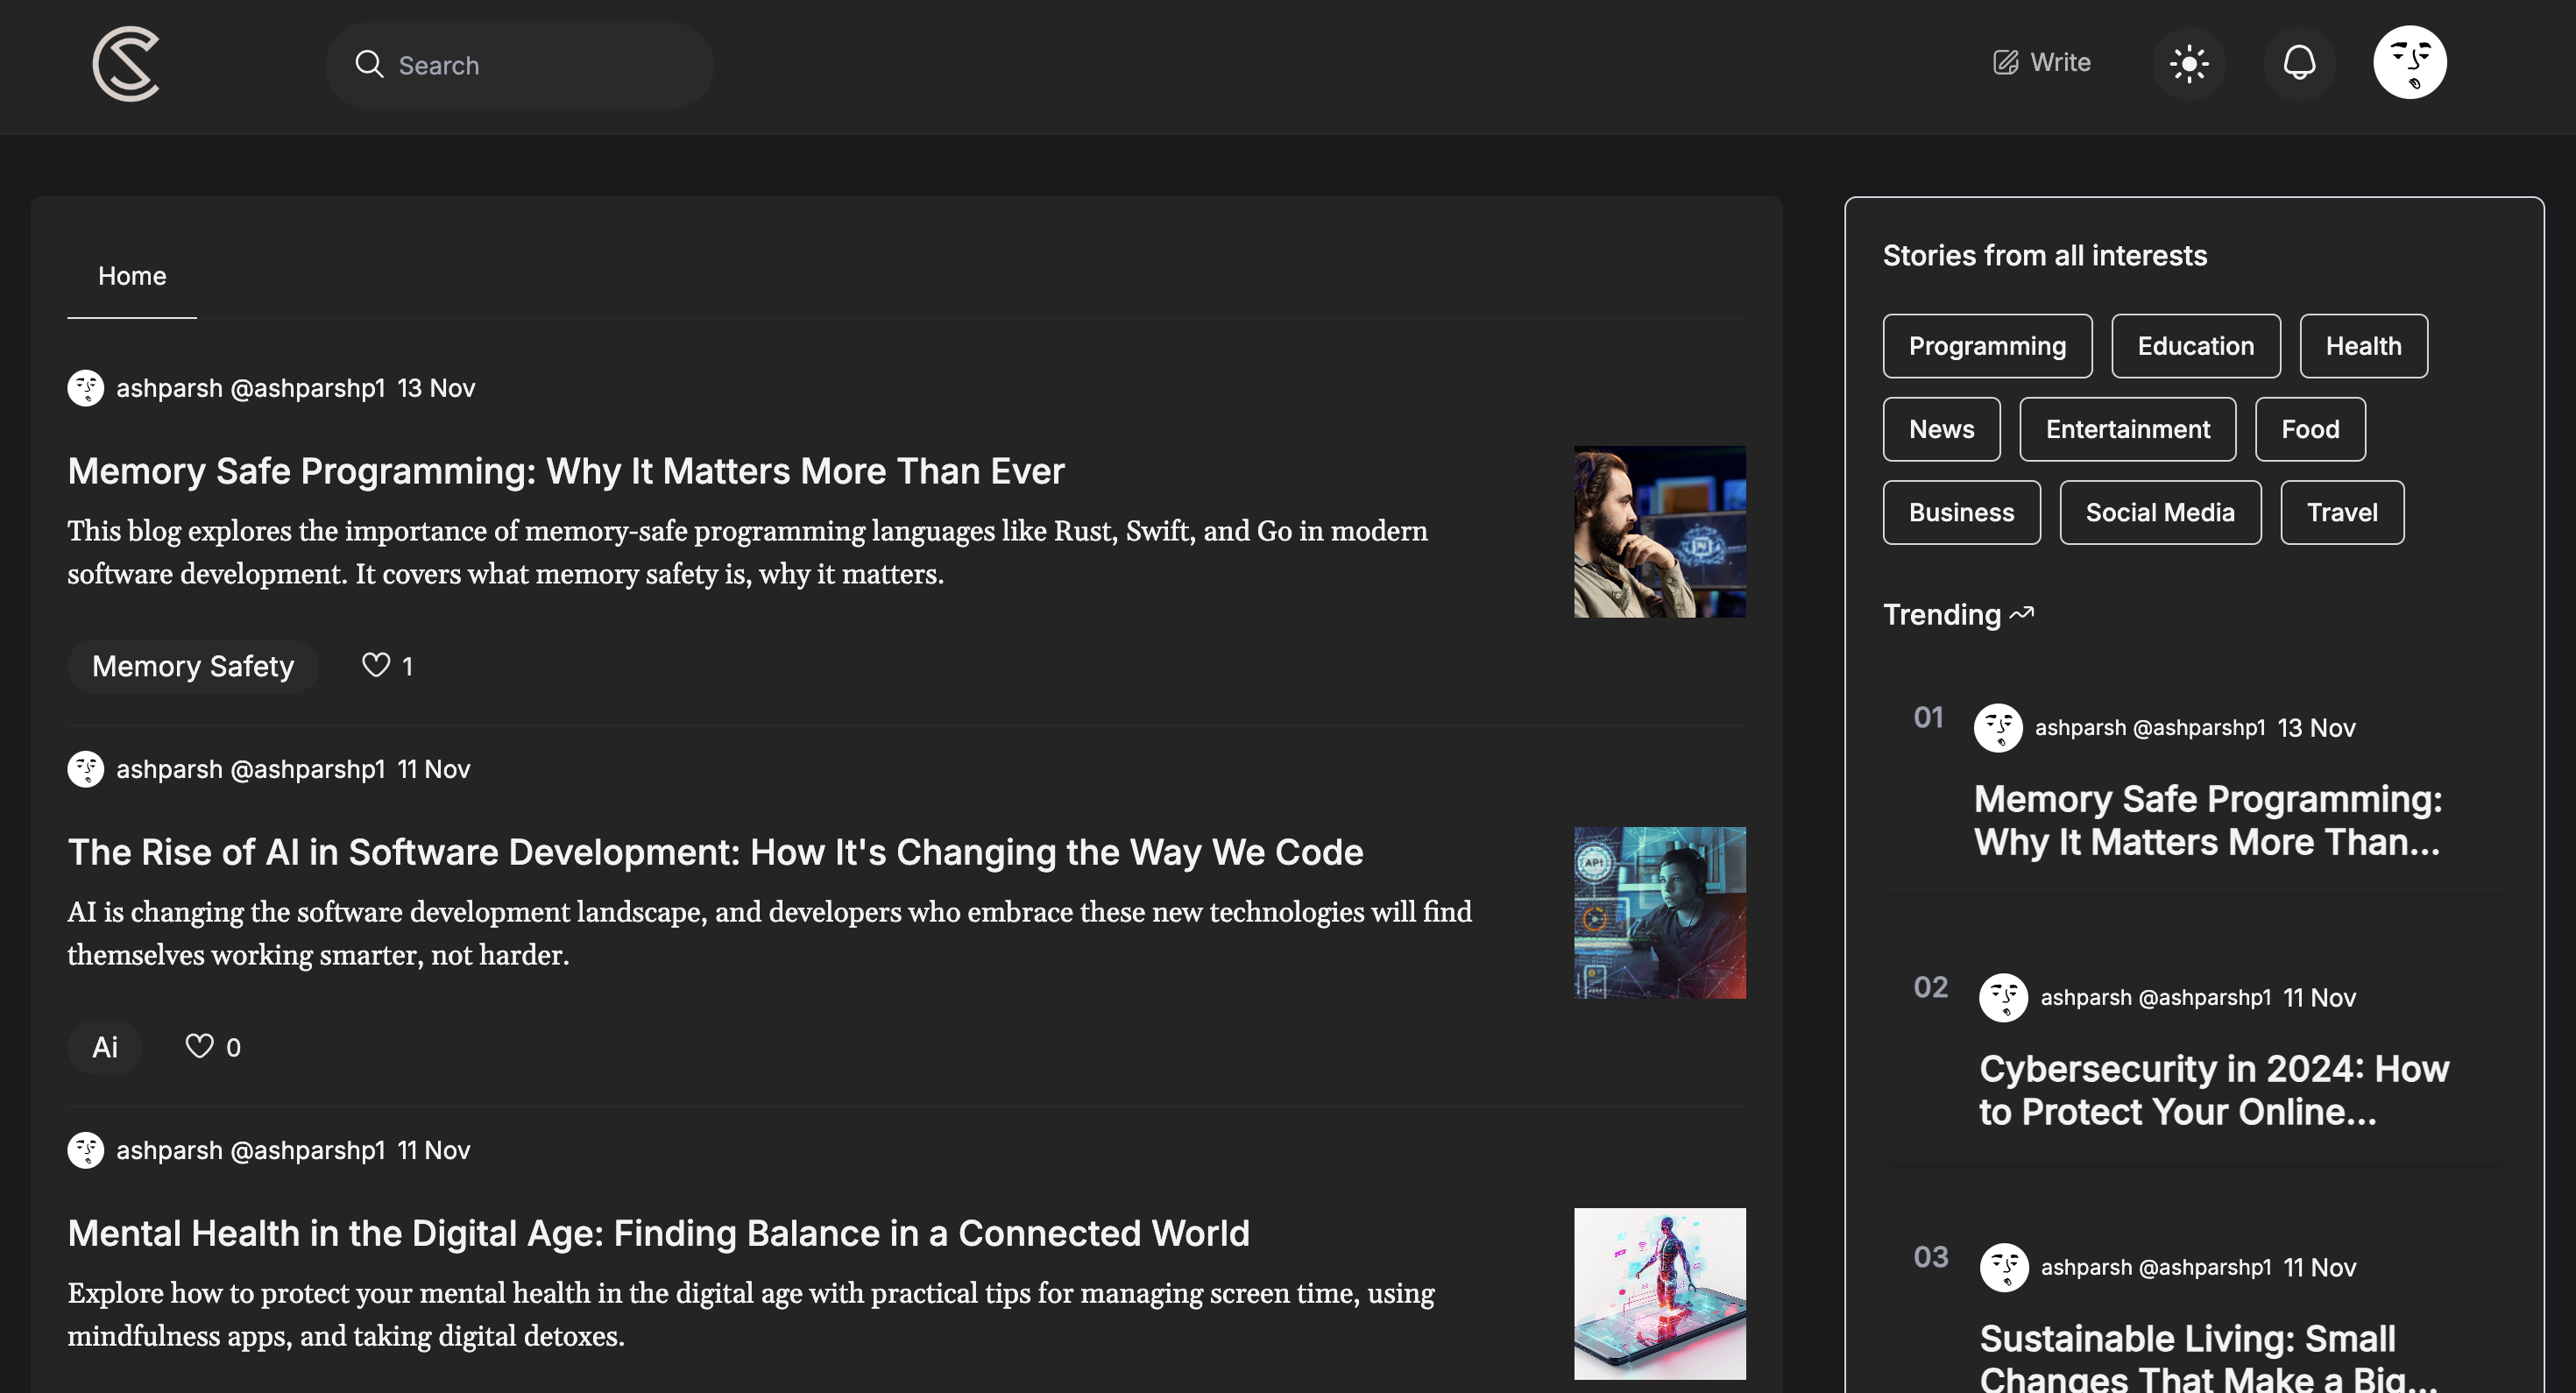 Search
Write
Home
ashparsh @ashparshp1 13 Nov
Memory Safe Programming: Why It Matters More Than Ever
This blog explores the importance of memory-safe programming languages like Rust, Swift, and Go in modern
software development. It covers what memory safety is, why it matters.
Memory Safety 1
ashparsh @ashparshp1 11 Nov
The Rise of AI in Software Development: How It's Changing the Way We Code
AI is changing the software development landscape, and developers who embrace these new technologies will find
themselves working smarter, not harder.
API
Ai 0
ashparsh @ashparshp1 11 Nov
Mental Health in the Digital Age: Finding Balance in a Connected World
Explore how to protect your mental health in the digital age with practical tips for managing screen time, using
mindfulness apps, and taking digital detoxes.
Stories from all interests
Programming Education Health
News Entertainment Food
Business Social Media Travel
Trending
01 ashparsh @ashparshp1 13 Nov
Memory Safe Programming:
Why It Matters More Than...
02 ashparsh @ashparshp1 11 Nov
Cybersecurity in 2024: How
to Protect Your Online...
03 ashparsh @ashparshp1 11 Nov
Sustainable Living: Small
Changes That Make a Big...